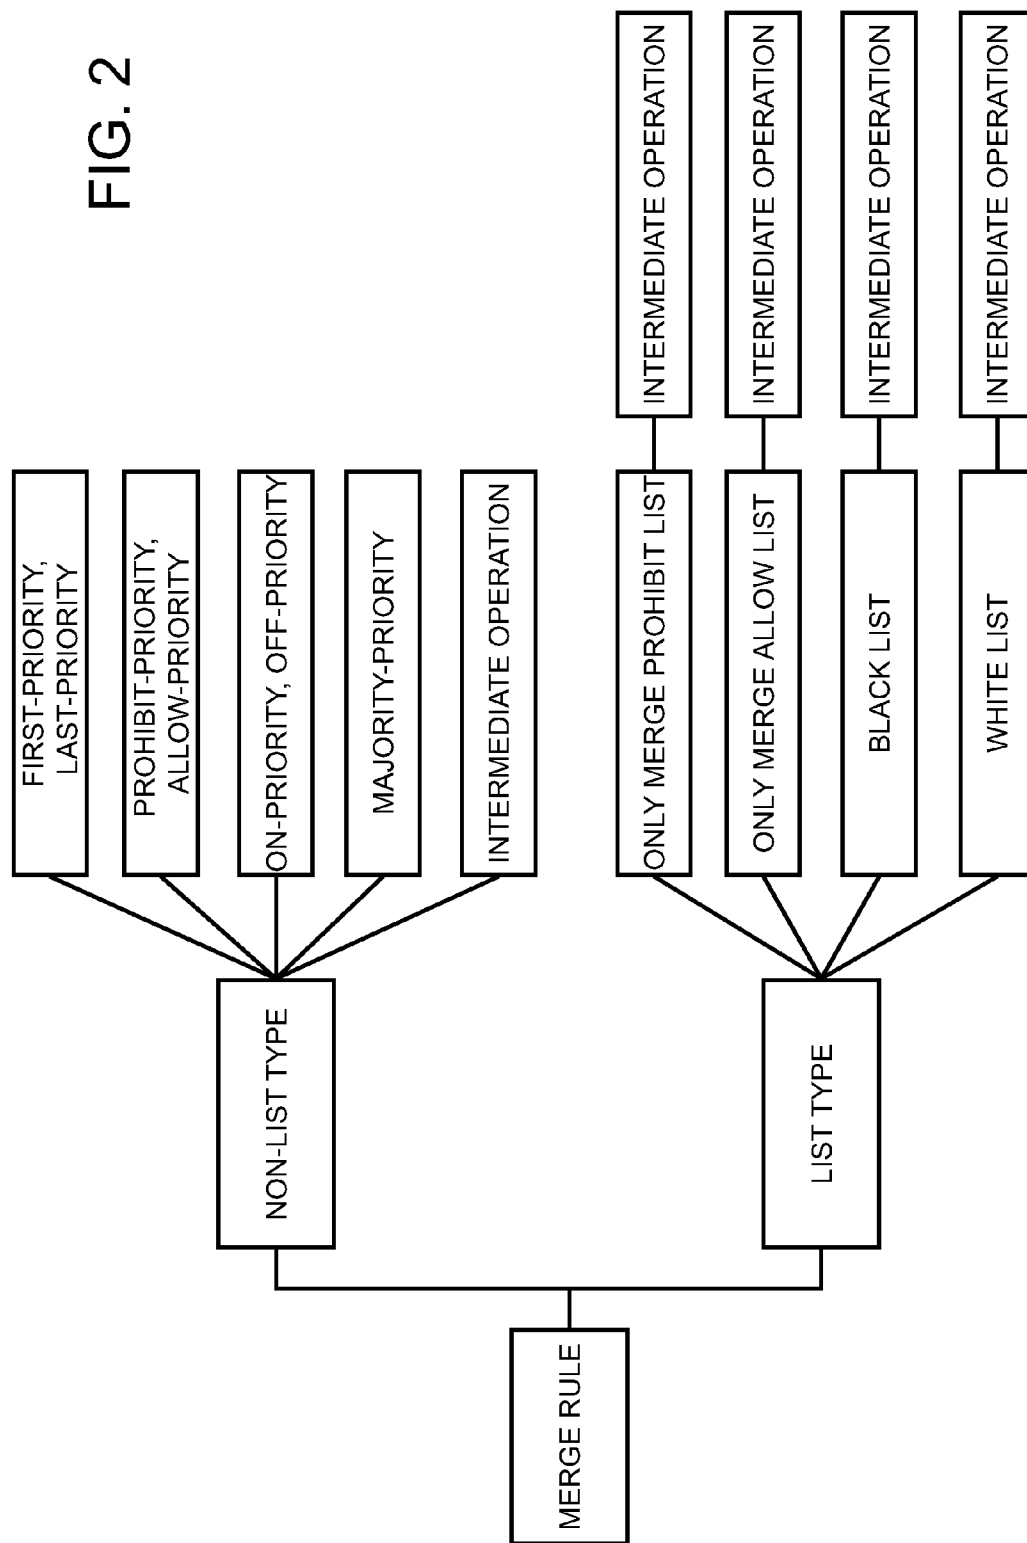 FIG. 2
MERGE RULE
NON-LIST TYPE
FIRST-PRIORITY,
LAST-PRIORITY
PROHIBIT-PRIORITY,
ALLOW-PRIORITY
ON-PRIORITY, OFF-PRIORITY
MAJORITY-PRIORITY
INTERMEDIATE OPERATION
LIST TYPE
ONLY MERGE PROHIBIT LIST
INTERMEDIATE OPERATION
ONLY MERGE ALLOW LIST
INTERMEDIATE OPERATION
BLACK LIST
INTERMEDIATE OPERATION
WHITE LIST
INTERMEDIATE OPERATION